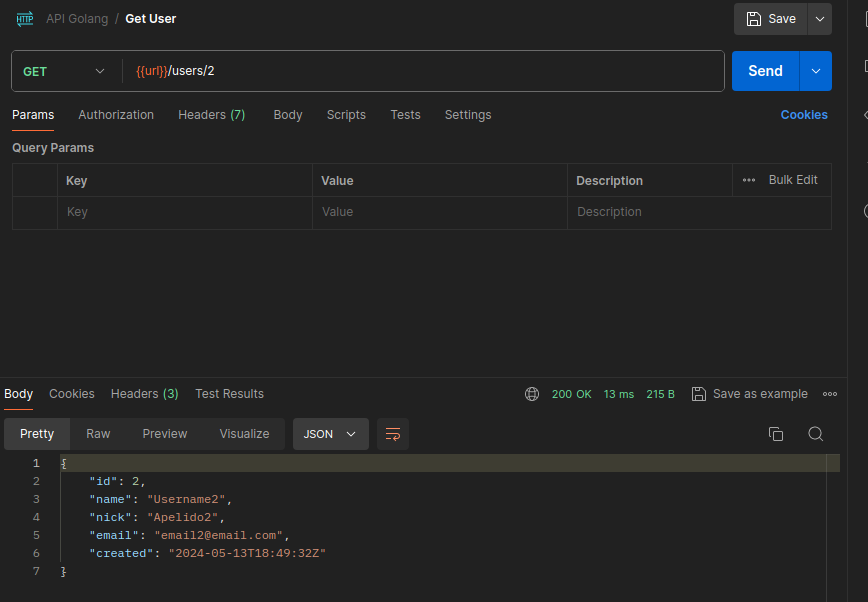 HTTP API Golang / Get User Save
GET {{url}}/users/2 Send
Params Authorization Headers (7) Body Scripts Tests Settings Cookies
Query Params
Key Value Description ••• Bulk Edit
Key Value Description
Body Cookies Headers (3) Test Results 200 OK 13 ms 215 B Save as example
Pretty Raw Preview Visualize JSON
1 {
2 "id": 2,
3 "name": "Username2",
4 "nick": "Apelido2",
5 "email": "email2@email.com",
6 "created": "2024-05-13T18:49:32Z"
7 }